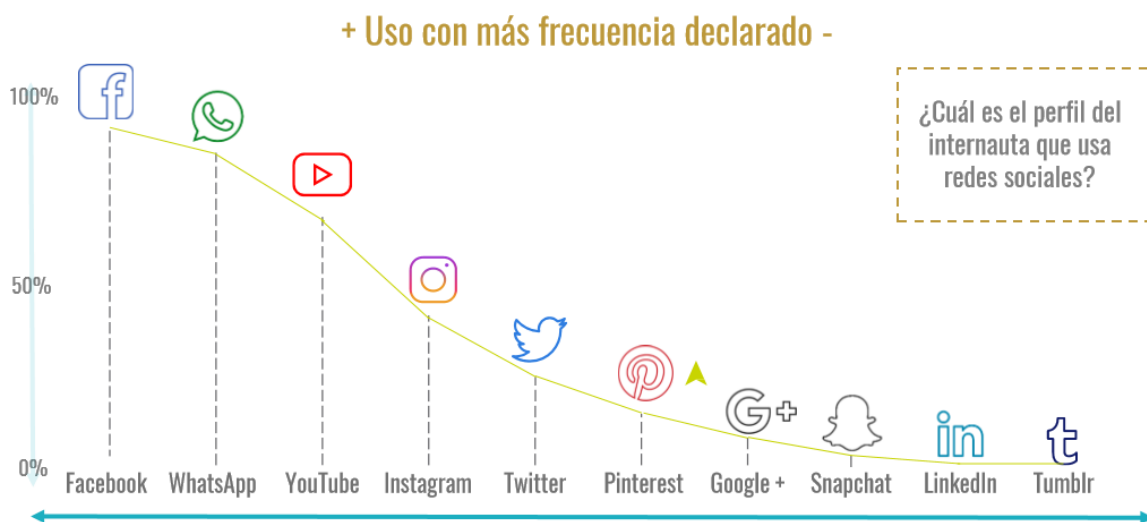 + Uso con más frecuencia declarado -
100%
50%
0%
¿Cuál es el perfil del
internauta que usa
redes sociales?
Facebook WhatsApp YouTube Instagram Twitter Pinterest Google + Snapchat LinkedIn Tumblr